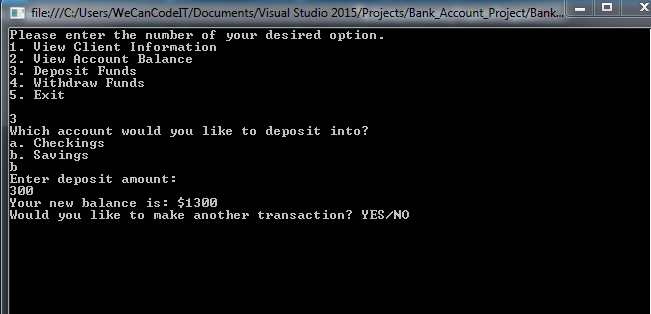 file:///C:/Users/WeCanCodeIT/Documents/Visual Studio 2015/Projects/Bank_Account_Project/Bank...
Please enter the number of your desired option.
1. View Client Information
2. View Account Balance
3. Deposit Funds
4. Withdraw Funds
5. Exit
3
Which account would you like to deposit into?
a. Checkings
b. Savings
b
Enter deposit amount:
300
Your new balance is: $1300
Would you like to make another transaction? YES/NO